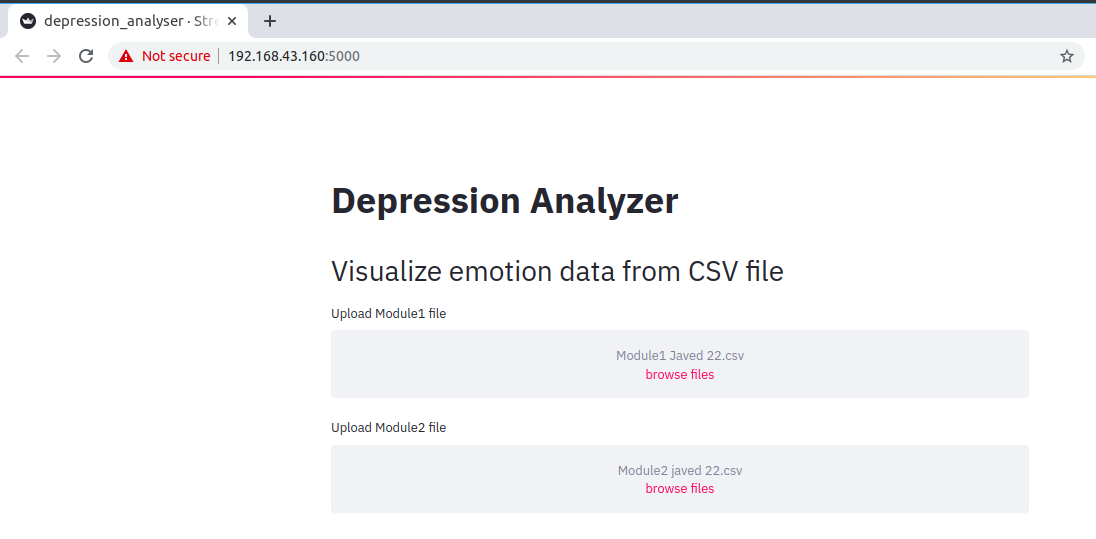 depression_analyser · Stre
Not secure
192.168.43.160:5000
Depression Analyzer
Visualize emotion data from CSV file
Upload Module1 file
Module1 Javed 22.csv
browse files
Upload Module2 file
Module2 javed 22.csv
browse files